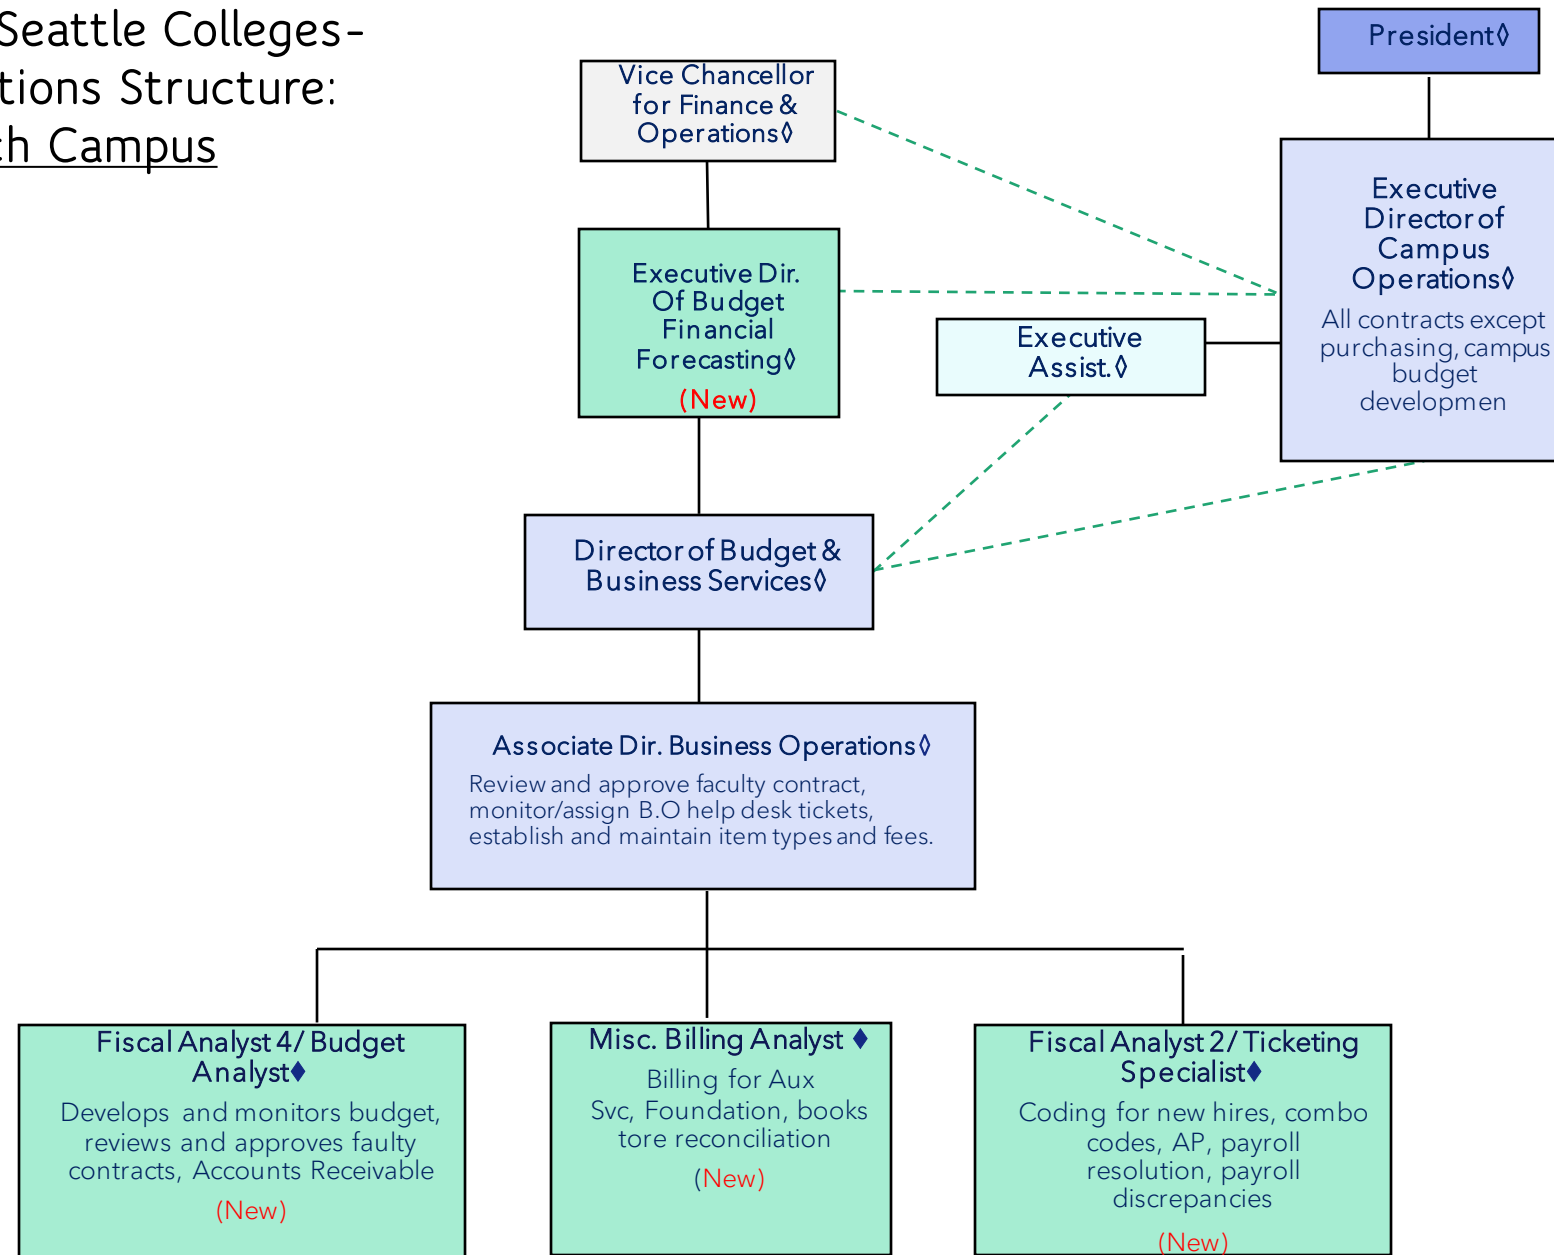 Seattle Colleges-
tions Structure:
ch Campus
President◊
Vice Chancellor
for Finance &
Operations◊
Executive
Director of
Campus
Operations◊
All contracts except
purchasing, campus
budget
developmen
Executive Dir.
Of Budget
Financial
Forecasting◊
(New)
Executive
Assist.◊
Director of Budget &
Business Services◊
Associate Dir. Business Operations◊
Review and approve faculty contract,
monitor/assign B.O help desk tickets,
establish and maintain item types and fees.
Fiscal Analyst 4/ Budget
Analyst♦
Develops and monitors budget,
reviews and approves faulty
contracts, Accounts Receivable
(New)
Misc. Billing Analyst ♦
Billing for Aux
Svc, Foundation, books
tore reconciliation
(New)
Fiscal Analyst 2/ Ticketing
Specialist♦
Coding for new hires, combo
codes, AP, payroll
resolution, payroll
discrepancies
(New)